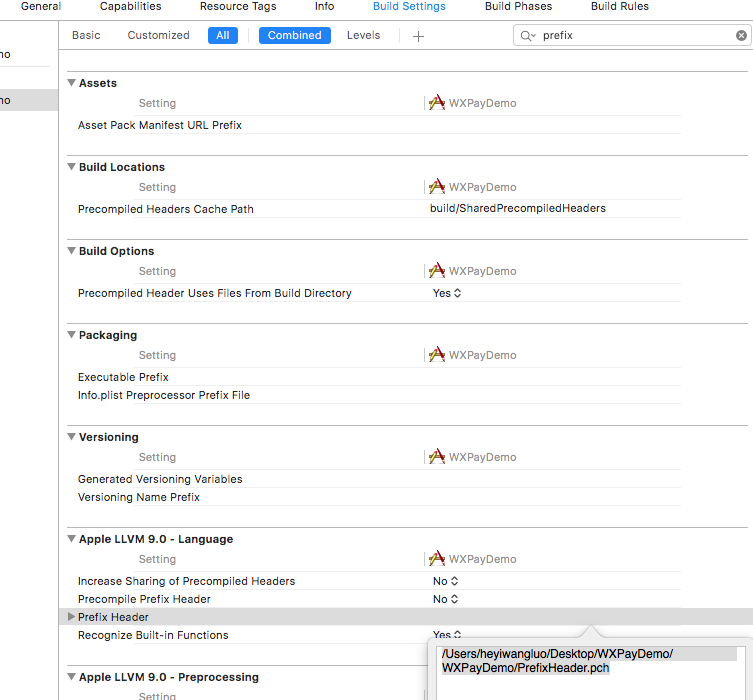 General Capabilities Resource Tags Info Build Settings Build Phases Build Rules
Basic Customized All Combined Levels + prefix
no
no
Assets
Setting WXPayDemo
Asset Pack Manifest URL Prefix
Build Locations
Setting WXPayDemo
Precompiled Headers Cache Path build/SharedPrecompiledHeaders
Build Options
Setting WXPayDemo
Precompiled Header Uses Files From Build Directory Yes
Packaging
Setting WXPayDemo
Executable Prefix
Info.plist Preprocessor Prefix File
Versioning
Setting WXPayDemo
Generated Versioning Variables
Versioning Name Prefix
Apple LLVM 9.0 - Language
Setting WXPayDemo
Increase Sharing of Precompiled Headers No
Precompile Prefix Header No
Prefix Header
Recognize Built-in Functions Yes
/Users/heyiwangluo/Desktop/WXPayDemo/
WXPayDemo/PrefixHeader.pch
Apple LLVM 9.0 - Preprocessing
Setting